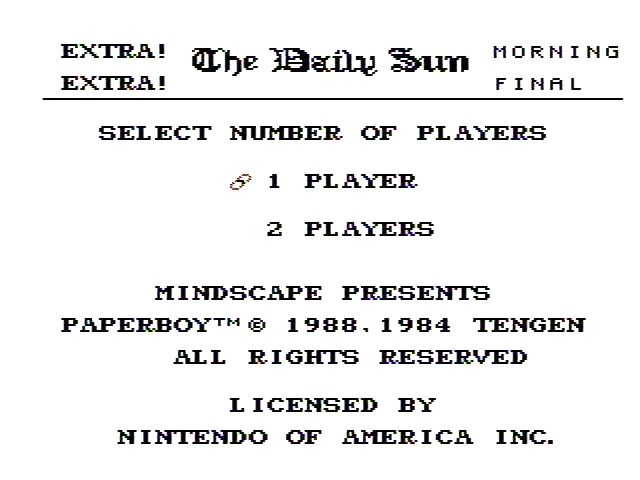 EXTRA! The Daily Sun MORNING
EXTRA! FINAL
SELECT NUMBER OF PLAYERS
1 PLAYER
2 PLAYERS
MINDSCAPE PRESENTS
PAPERBOY™© 1988,1984 TENGEN
ALL RIGHTS RESERVED
LICENSED BY
NINTENDO OF AMERICA INC.